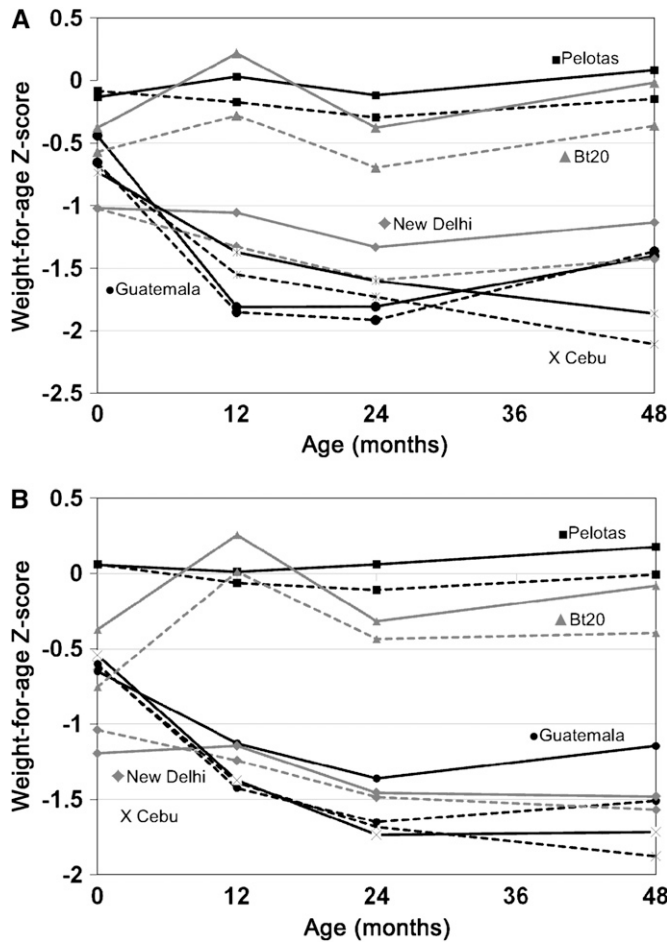 A
Weight-for-age Z-score
0.5
0
-0.5
-1
-1.5
-2
-2.5
Pelotas
Bt20
New Delhi
Guatemala
X Cebu
0 12 24 36 48
Age (months)
B
Weight-for-age Z-score
0.5
0
-0.5
-1
-1.5
-2
Pelotas
Bt20
Guatemala
New Delhi
X Cebu
0 12 24 36 48
Age (months)